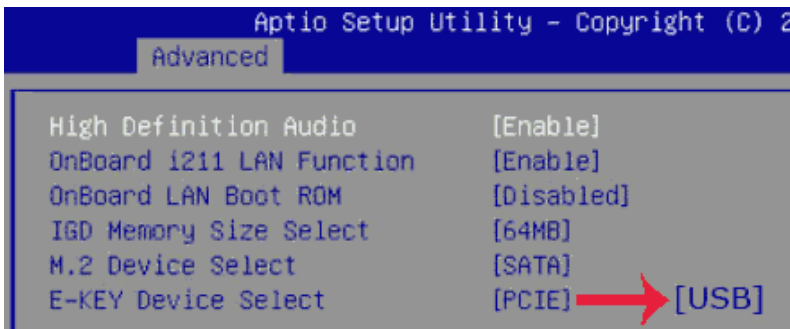 Aptio Setup Utility - Copyright (C) 2
Advanced
High Definition Audio [Enable]
OnBoard i211 LAN Function [Enable]
OnBoard LAN Boot ROM [Disabled]
IGD Memory Size Select [64MB]
M.2 Device Select [SATA]
E-KEY Device Select [PCIE] [USB]